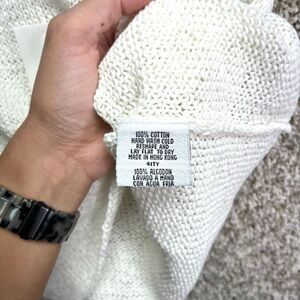 100% COTTON
HAND WASH COLD
RESHAPE AND
LAY FLAT TO DRY
MADE IN HONG KONG
41TY
100% ALGODON
LAVADO A MANO
CON AGUA FRIA